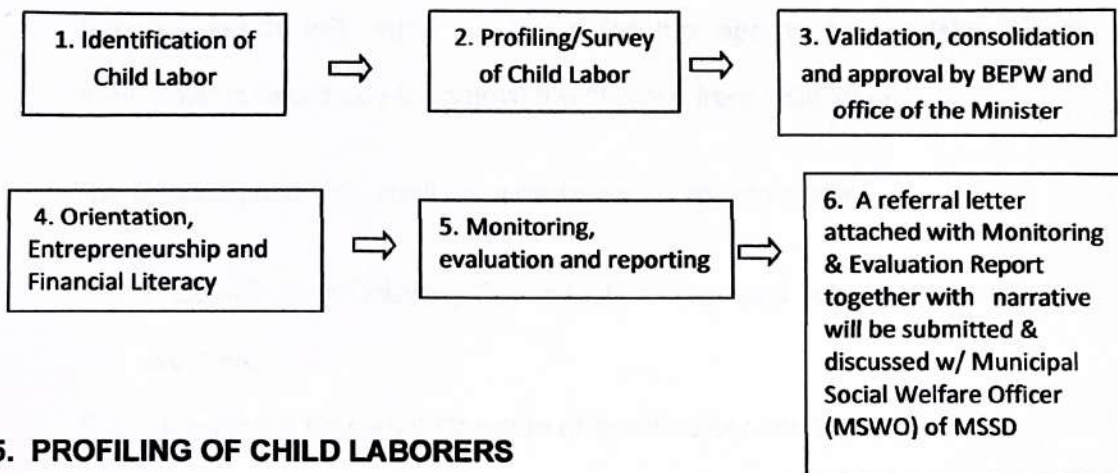 1. Identification of
Child Labor
2. Profiling/Survey
of Child Labor
3. Validation, consolidation
and approval by BEPW and
office of the Minister
4. Orientation,
Entrepreneurship and
Financial Literacy
5. Monitoring,
evaluation and reporting
6. A referral letter
attached with Monitoring
& Evaluation Report
together with narrative
will be submitted &
discussed w/ Municipal
Social Welfare Officer
(MSWO) of MSSD
5. PROFILING OF CHILD LABORERS